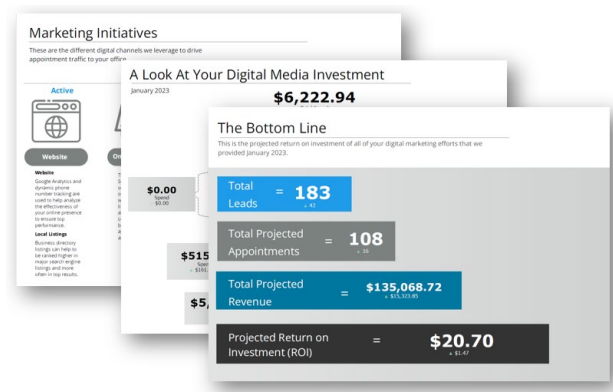 Marketing Initiatives
These are the different digital channels we leverage to drive
appointment traffic to your office.
Active
Website
On
Website
Google Analytics and
dynamic phone
number tracking are
used to help analyze
the effectiveness of
your online presence
to ensure top
performance.
Local Listings
Business directory
listings can help to
be ranked higher in
major search engine
listings and more
often in top results.
A Look At Your Digital Media Investment
January 2023
$6,222.94
$0.00
Spend
$0.00
$515
$5,
The Bottom Line
This is the projected return on investment of all of your digital marketing efforts that we
provided January 2023.
Total
Leads
= 183
▲ 42
Total Projected
Appointments
= 108
Total Projected
Revenue
= $135,068.72
▲ $15,323.85
Projected Return on
Investment (ROI)
= $20.70
▲ $1.47